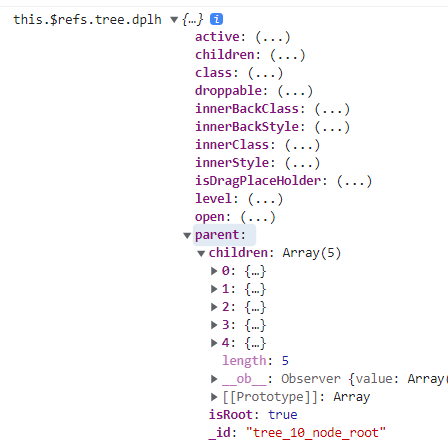 this.$refs.tree.dplh ▼{…} i
active: (...)
children: (...)
class: (...)
droppable: (...)
innerBackClass: (...)
innerBackStyle: (...)
innerClass: (...)
innerStyle: (...)
isDragPlaceHolder: (...)
level: (...)
open: (...)
▼parent:
▼children: Array(5)
▶0: {…}
▶1: {…}
▶2: {…}
▶3: {…}
▶4: {…}
length: 5
▶__ob__: Observer {value: Array(
▶[[Prototype]]: Array
isRoot: true
_id: "tree_10_node_root"